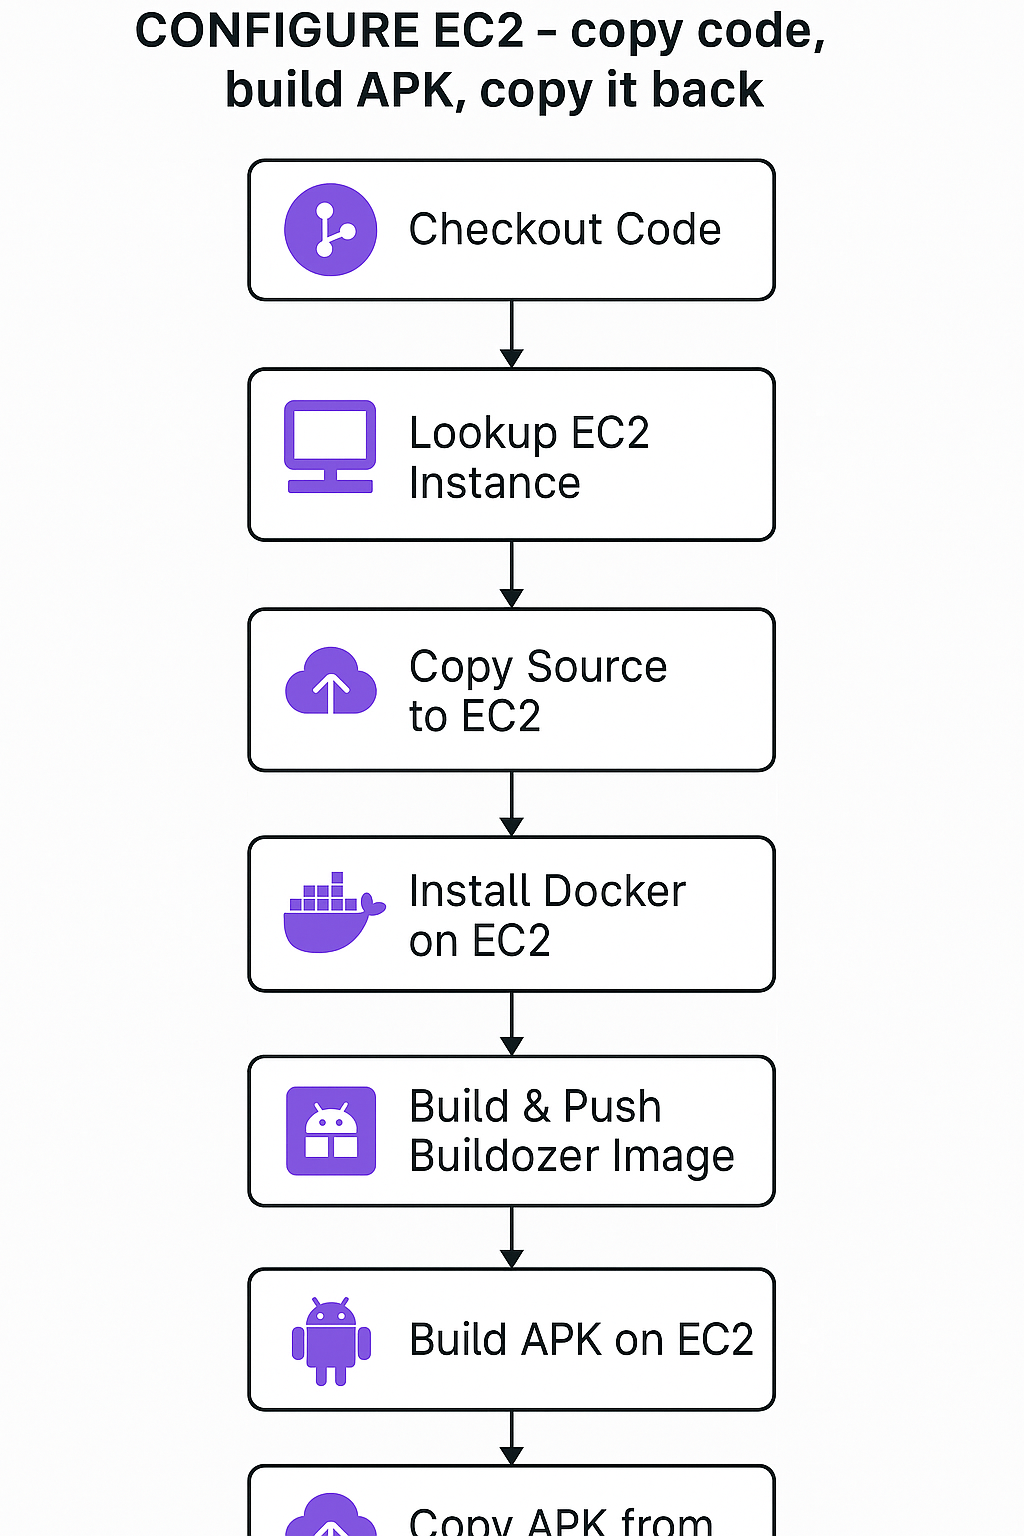 CONFIGURE EC2 – copy code,
build APK, copy it back
Checkout Code
Lookup EC2
Instance
Copy Source
to EC2
Install Docker
on EC2
Build & Push
Buildozer Image
Build APK on EC2
Copy APK from